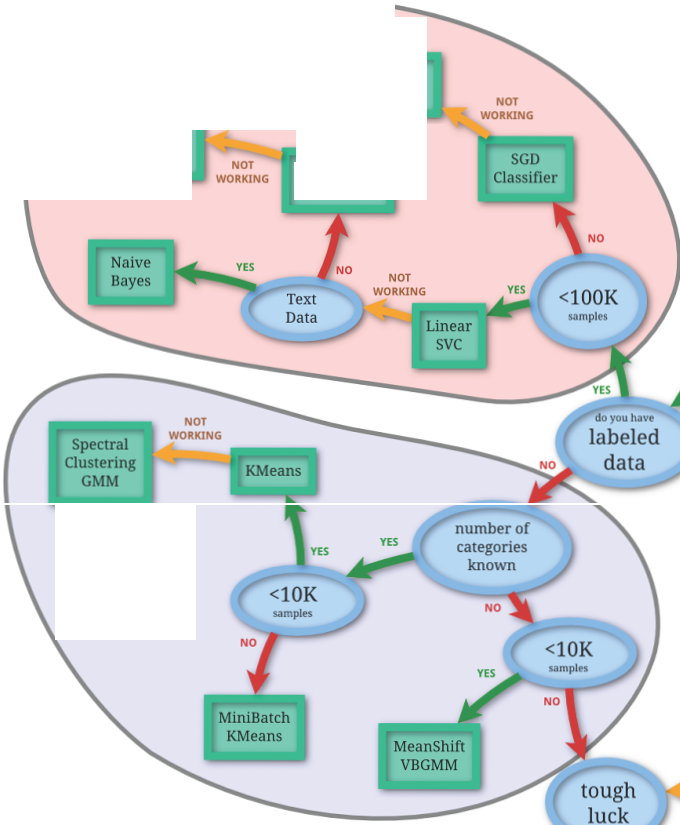 NOT
WORKING
SGD
Classifier
NOT
WORKING
NO
Naive
Bayes
YES
NO
NOT
WORKING
Text
Data
YES
<100K
samples
Linear
SVC
YES
do you have
labeled
data
NO
Spectral
Clustering
GMM
NOT
WORKING
KMeans
number of
categories
known
YES
YES
<10K
samples
NO
NO
<10K
samples
YES
NO
MiniBatch
KMeans
MeanShift
VBGMM
tough
luck